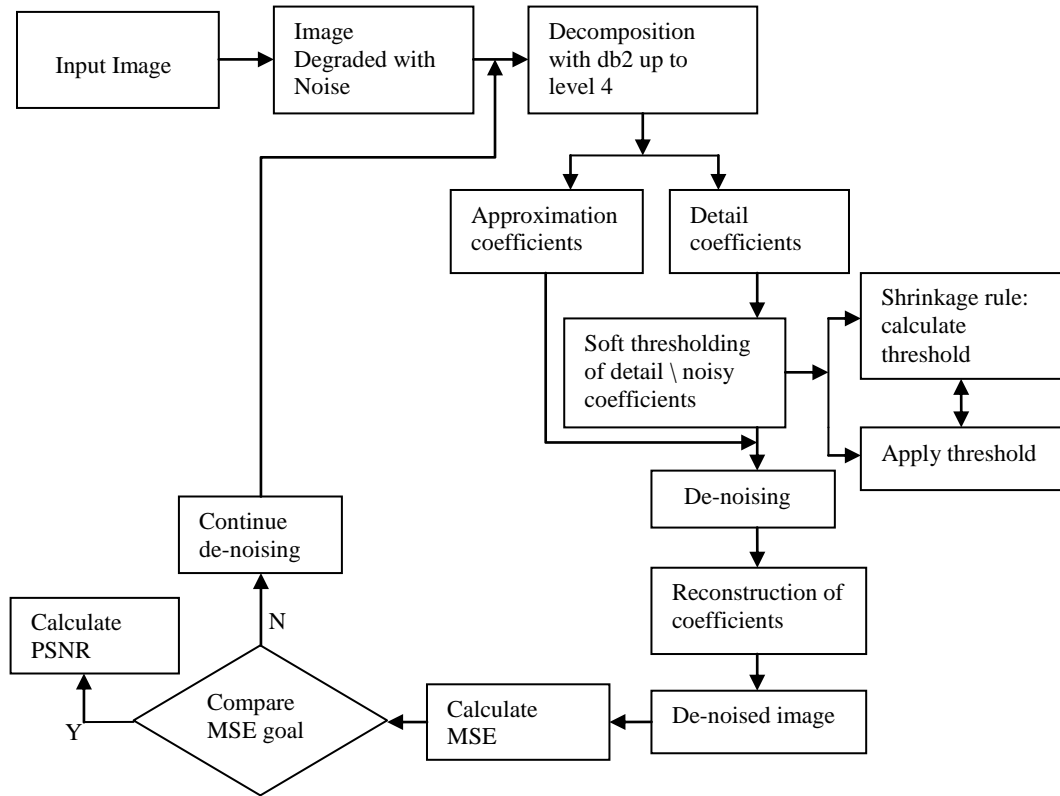 Input Image
Image
Degraded with
Noise
Decomposition
with db2 up to
level 4
Approximation
coefficients
Detail
coefficients
Shrinkage rule:
calculate
threshold
Soft thresholding
of detail \ noisy
coefficients
Apply threshold
De-noising
Continue
de-noising
Reconstruction of
coefficients
N
Calculate
PSNR
Compare
MSE goal
Y
Calculate
MSE
De-noised image